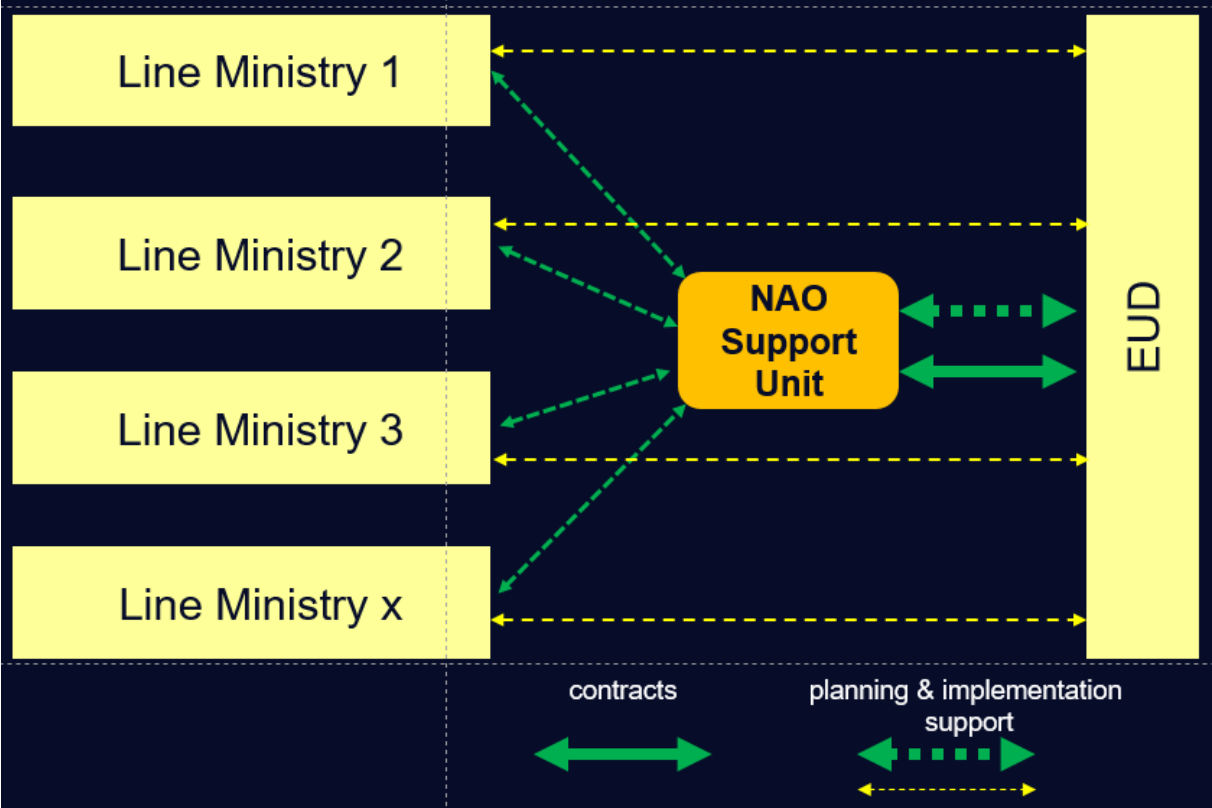 Line Ministry 1
Line Ministry 2
NAO
Support
Unit
EUD
Line Ministry 3
Line Ministry x
contracts
planning & implementation
support